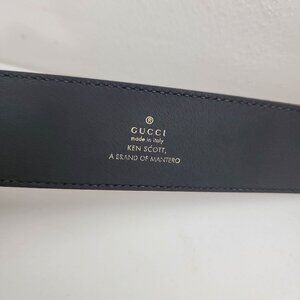 ®
GUCCI
made in italy
KEN SCOTT,
A BRAND OF MANTERO